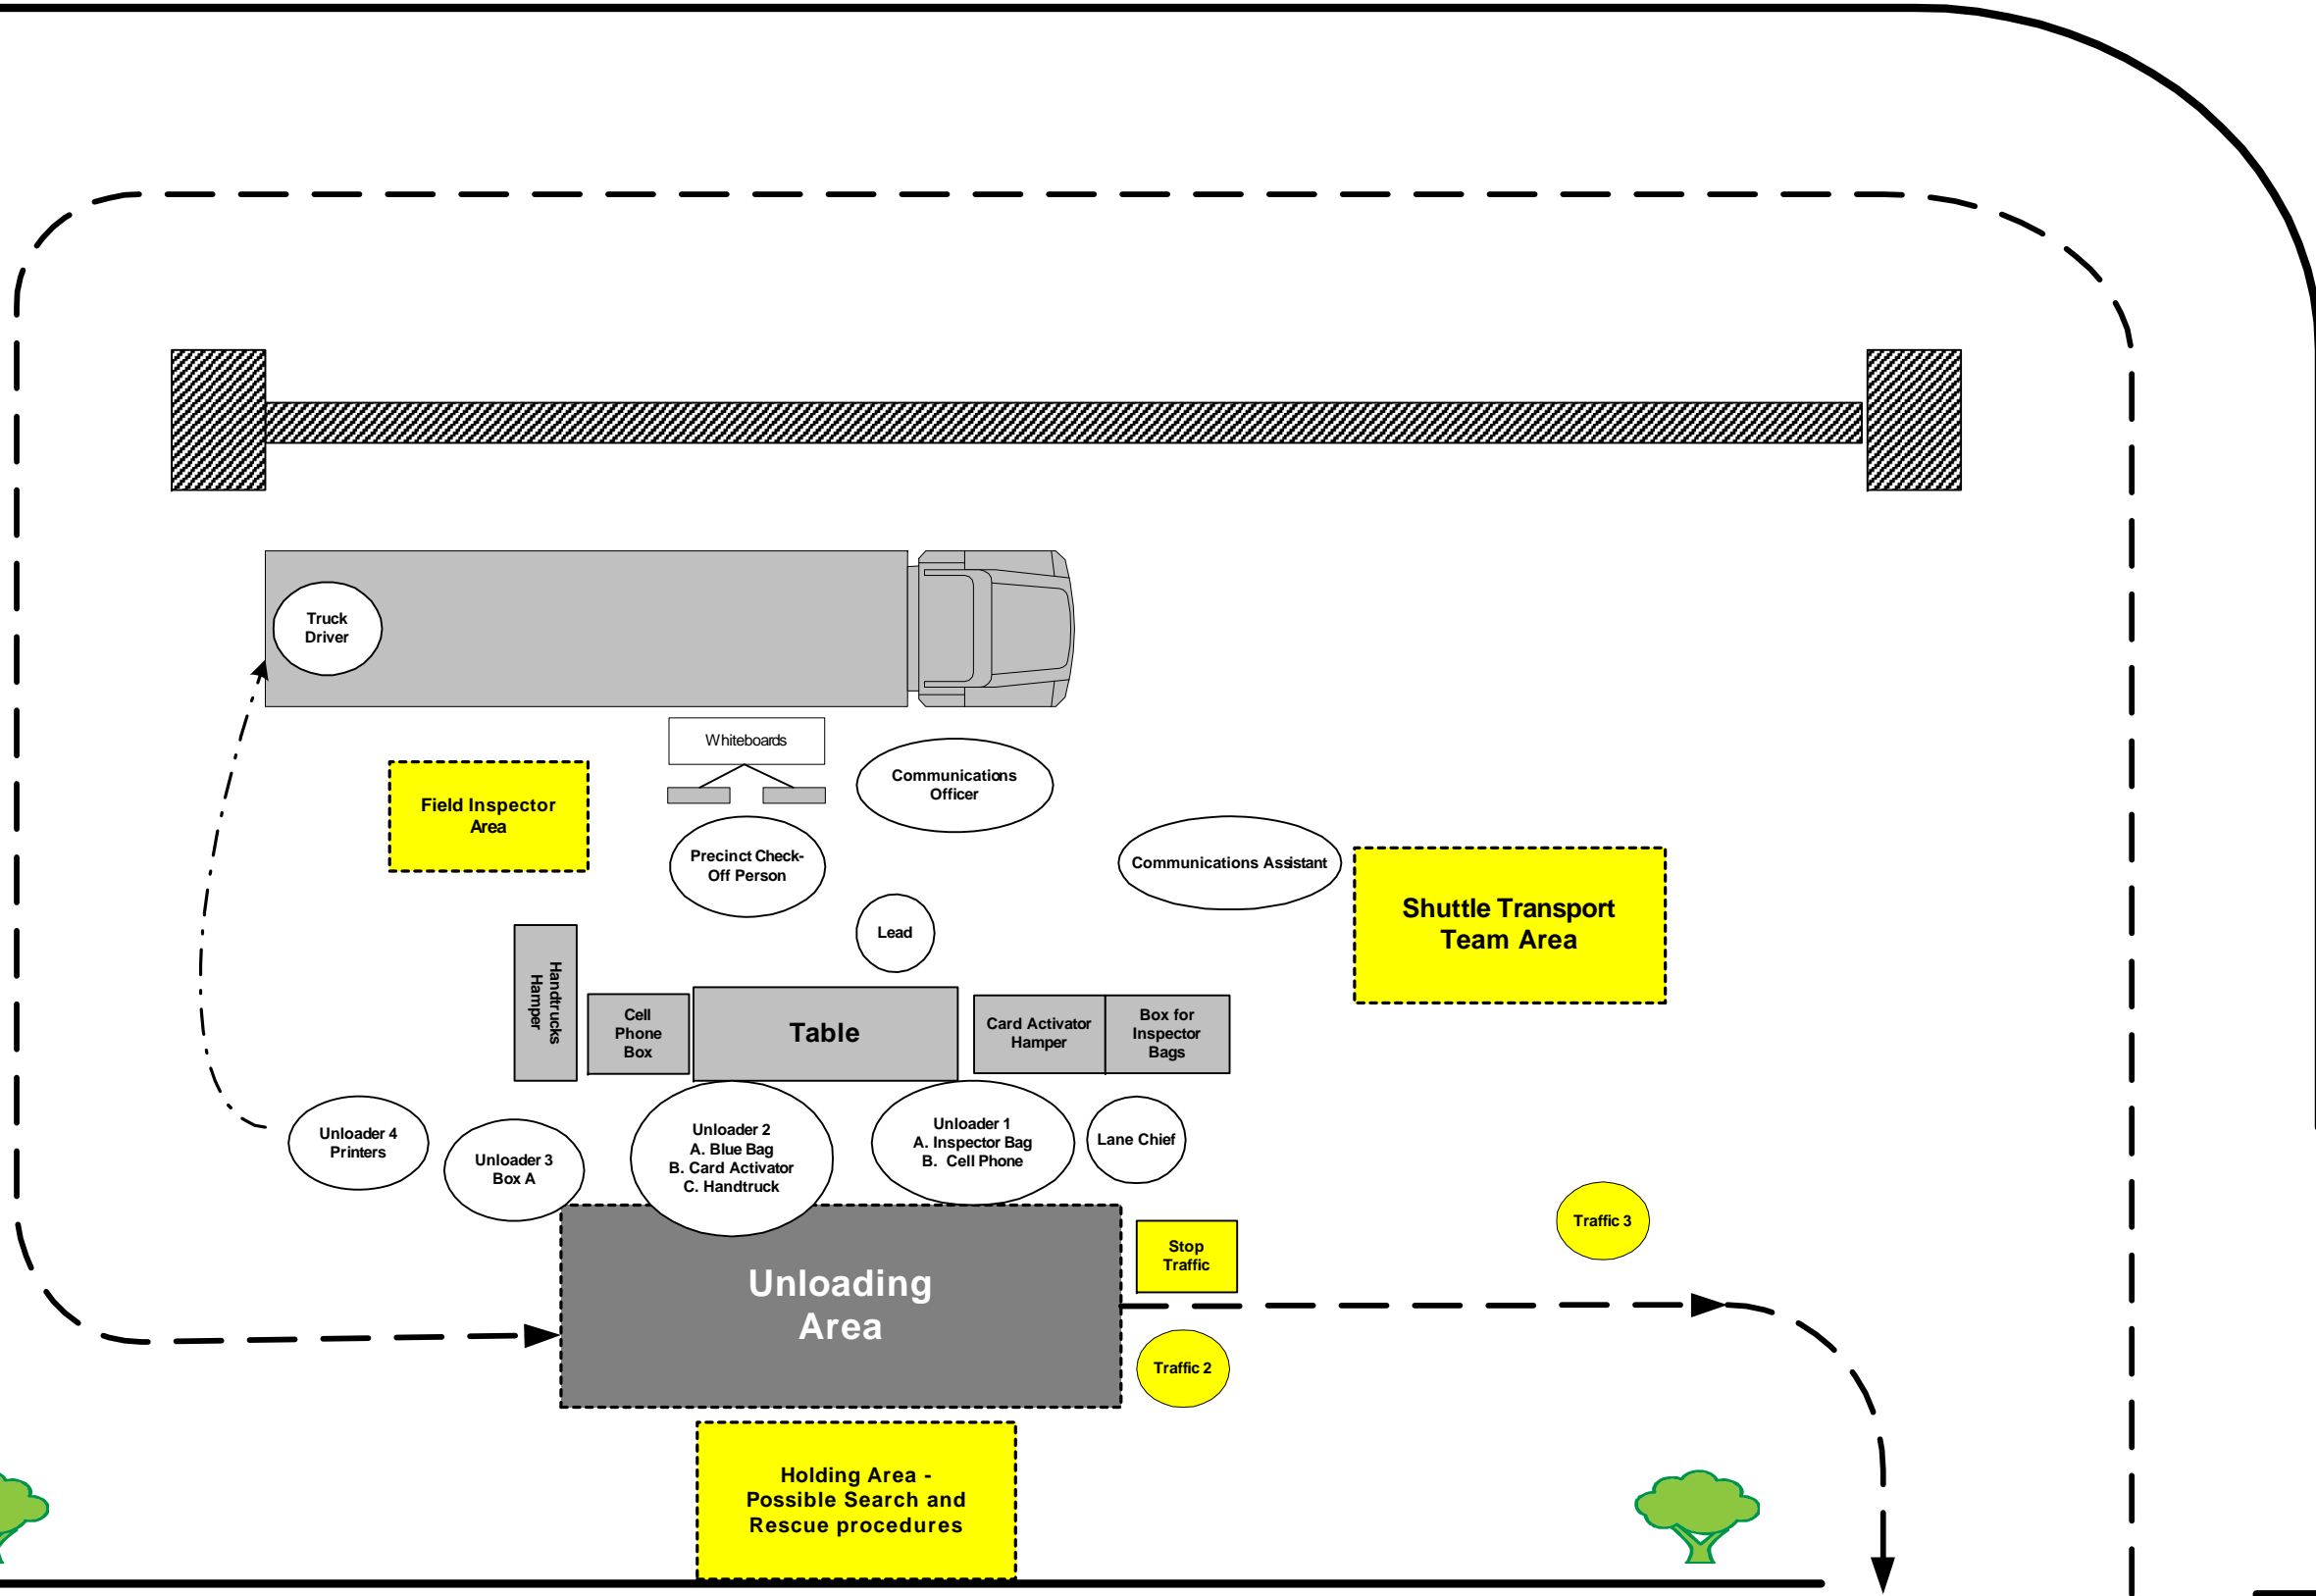 Truck
Driver
Whiteboards
Communications
Officer
Field Inspector
Area
Precinct Check-
Off Person
Communications Assistant
Shuttle Transport
Team Area
Lead
Handtrucks
Hamper
Cell
Phone
Box
Table
Card Activator
Hamper
Box for
Inspector
Bags
Unloader 4
Printers
Unloader 3
Box A
Unloader 2
A. Blue Bag
B. Card Activator
C. Handtruck
Unloader 1
A. Inspector Bag
B. Cell Phone
Lane Chief
Traffic 3
Stop
Traffic
Unloading
Area
Traffic 2
Holding Area -
Possible Search and
Rescue procedures